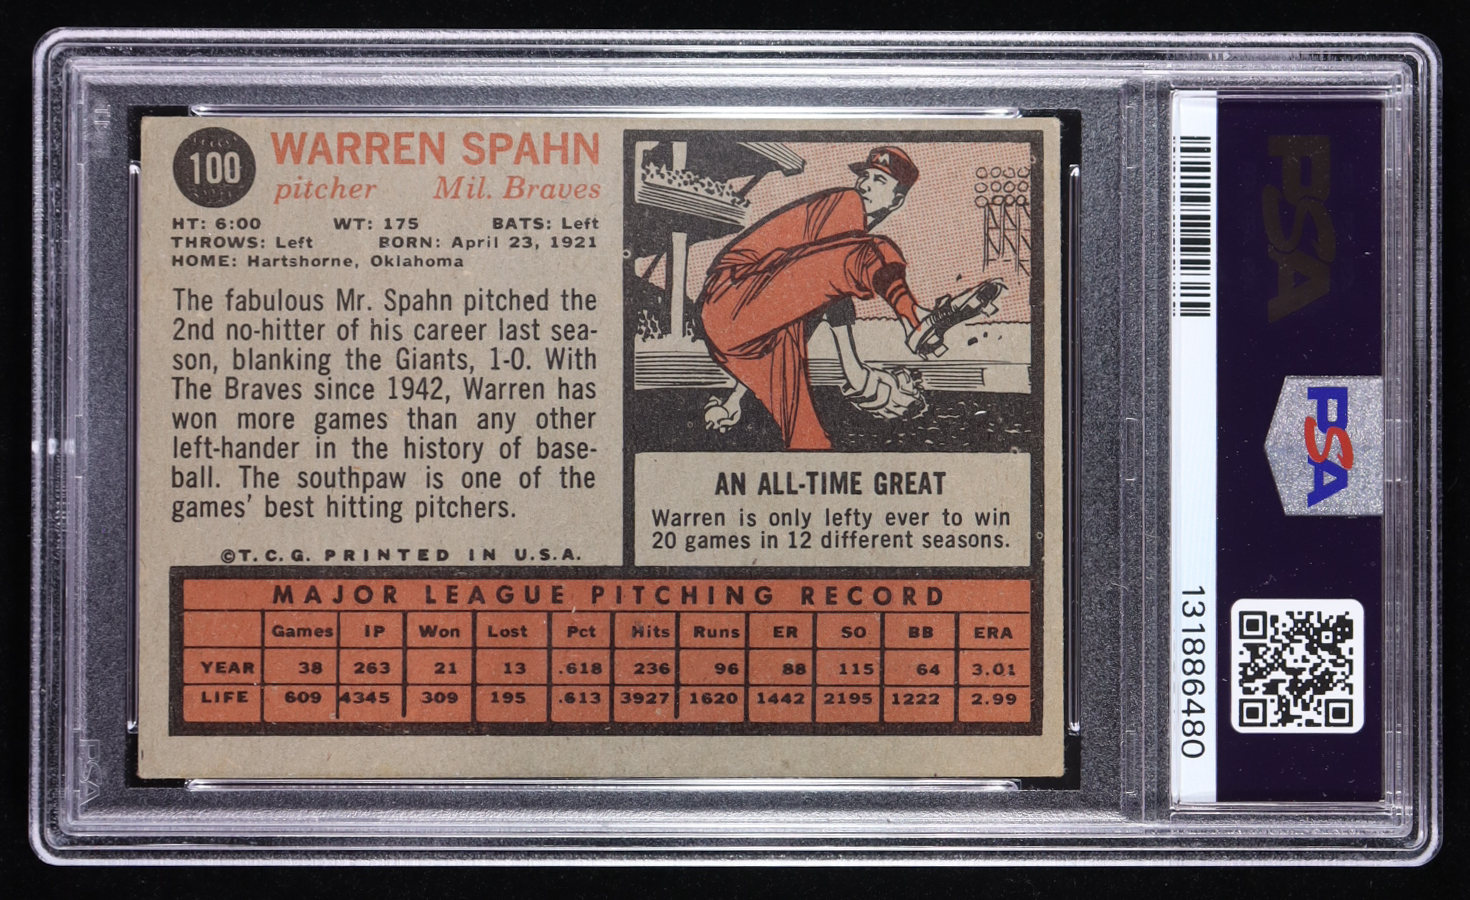 100
WARREN SPAHN
pitcher Mil. Braves
HT: 6:00 WT: 175 BATS: Left
THROWS: Left BORN: April 23, 1921
HOME: Hartshorne, Oklahoma
The fabulous Mr. Spahn pitched the
2nd no-hitter of his career last sea-
son, blanking the Giants, 1-0. With
The Braves since 1942, Warren has
won more games than any other
left-hander in the history of base-
ball. The southpaw is one of the
games' best hitting pitchers.
©T.C.G. PRINTED IN U.S.A.
M
AN ALL-TIME GREAT
Warren is only lefty ever to win
20 games in 12 different seasons.
MAJOR LEAGUE PITCHING RECORD
Games IP Won Lost Pct Hits Runs ER SO BB ERA
YEAR 38 263 21 13 .618 236 96 88 115 64 3.01
LIFE 609 4345 309 195 .613 3927 1620 1442 2195 1222 2.99
PSA
PSA
131886480
PSA